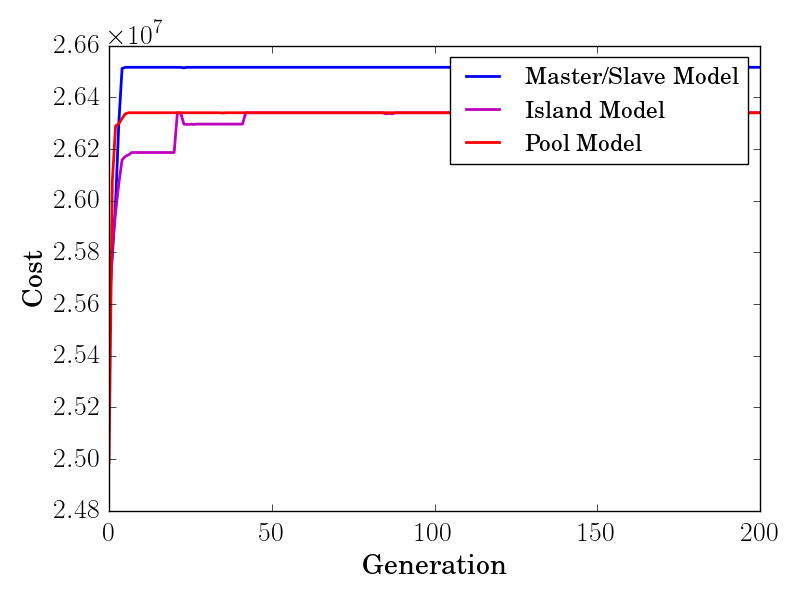 ×10⁷
2.66
2.64
2.62
2.60
2.58
2.56
2.54
2.52
2.50
2.48
Cost
Master/Slave Model
Island Model
Pool Model
0 50 100 150 200
Generation